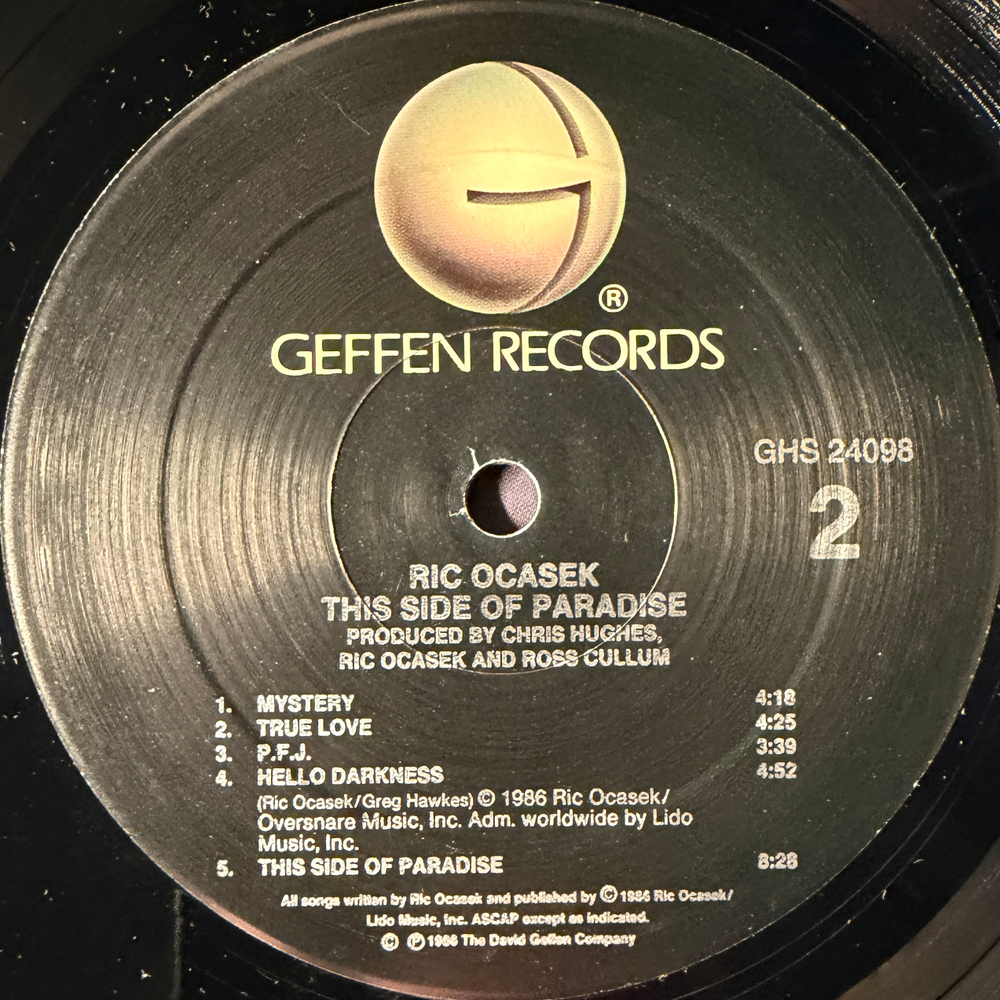 ®
GEFFEN RECORDS
GHS 24098
2
RIC OCASEK
THIS SIDE OF PARADISE
PRODUCED BY CHRIS HUGHES,
RIC OCASEK AND ROSS CULLUM
1. MYSTERY 4:18
2. TRUE LOVE 4:25
3. P.F.J. 3:39
4. HELLO DARKNESS 4:52
(Ric Ocasek/Greg Hawkes) © 1986 Ric Ocasek/
Oversnare Music, Inc. Adm. worldwide by Lido
Music, Inc.
5. THIS SIDE OF PARADISE 8:28
All songs written by Ric Ocasek and published by © 1986 Ric Ocasek/
Lido Music, Inc. ASCAP except as indicated.
© ℗ 1986 The David Geffen Company